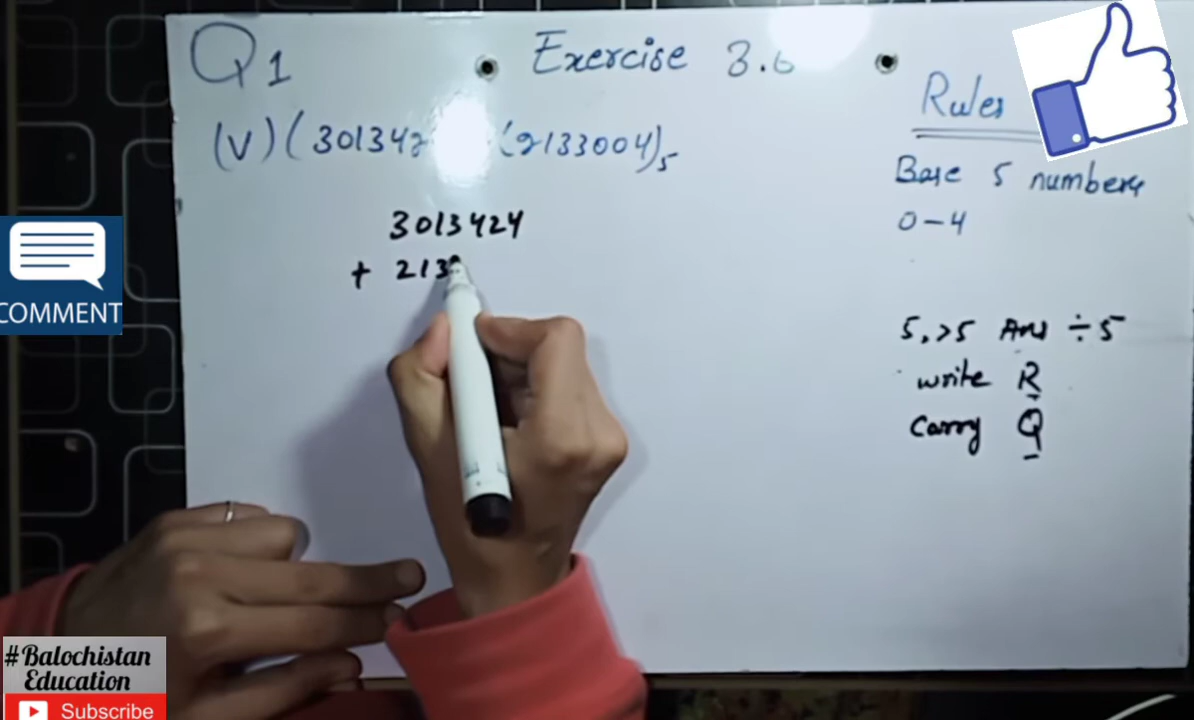 Q1
Exercise 3.6
(V) (301342 (2133004)5
3013424
+ 213
Rules
Base 5 numbers
0-4
5,>5 Ans ÷5
write R
Carry Q
COMMENT
#Balochistan
Education
Subscribe